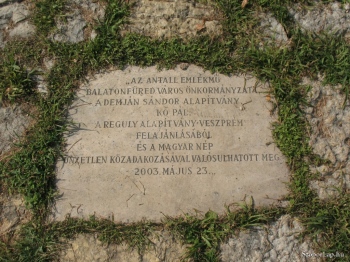 „AZ ANTALL EMLÉKMŰ
BALATONFÜRED VÁROS ÖNKORMÁNYZATA
A DEMJÁN SÁNDOR ALAPÍTVÁNY
KŐ PÁL
A REGULY ALAPÍTVÁNY-VESZPRÉM
FELAJÁNLÁSÁBÓL
ÉS A MAGYAR NÉP
ÖNZETLEN KÖZADAKOZÁSÁVAL VALÓSULHATOTT MEG
2003. MÁJUS 23.